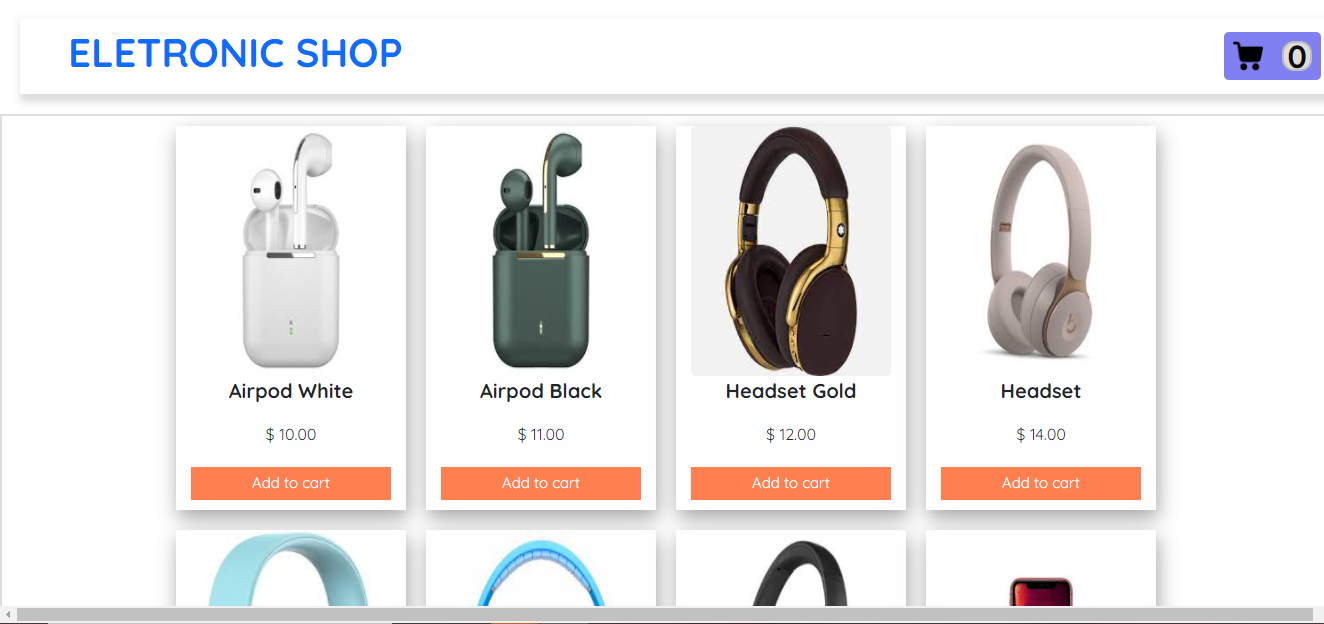 ELETRONIC SHOP
0
Airpod White
Airpod Black
Headset Gold
Headset
$ 10.00
$ 11.00
$ 12.00
$ 14.00
Add to cart
Add to cart
Add to cart
Add to cart